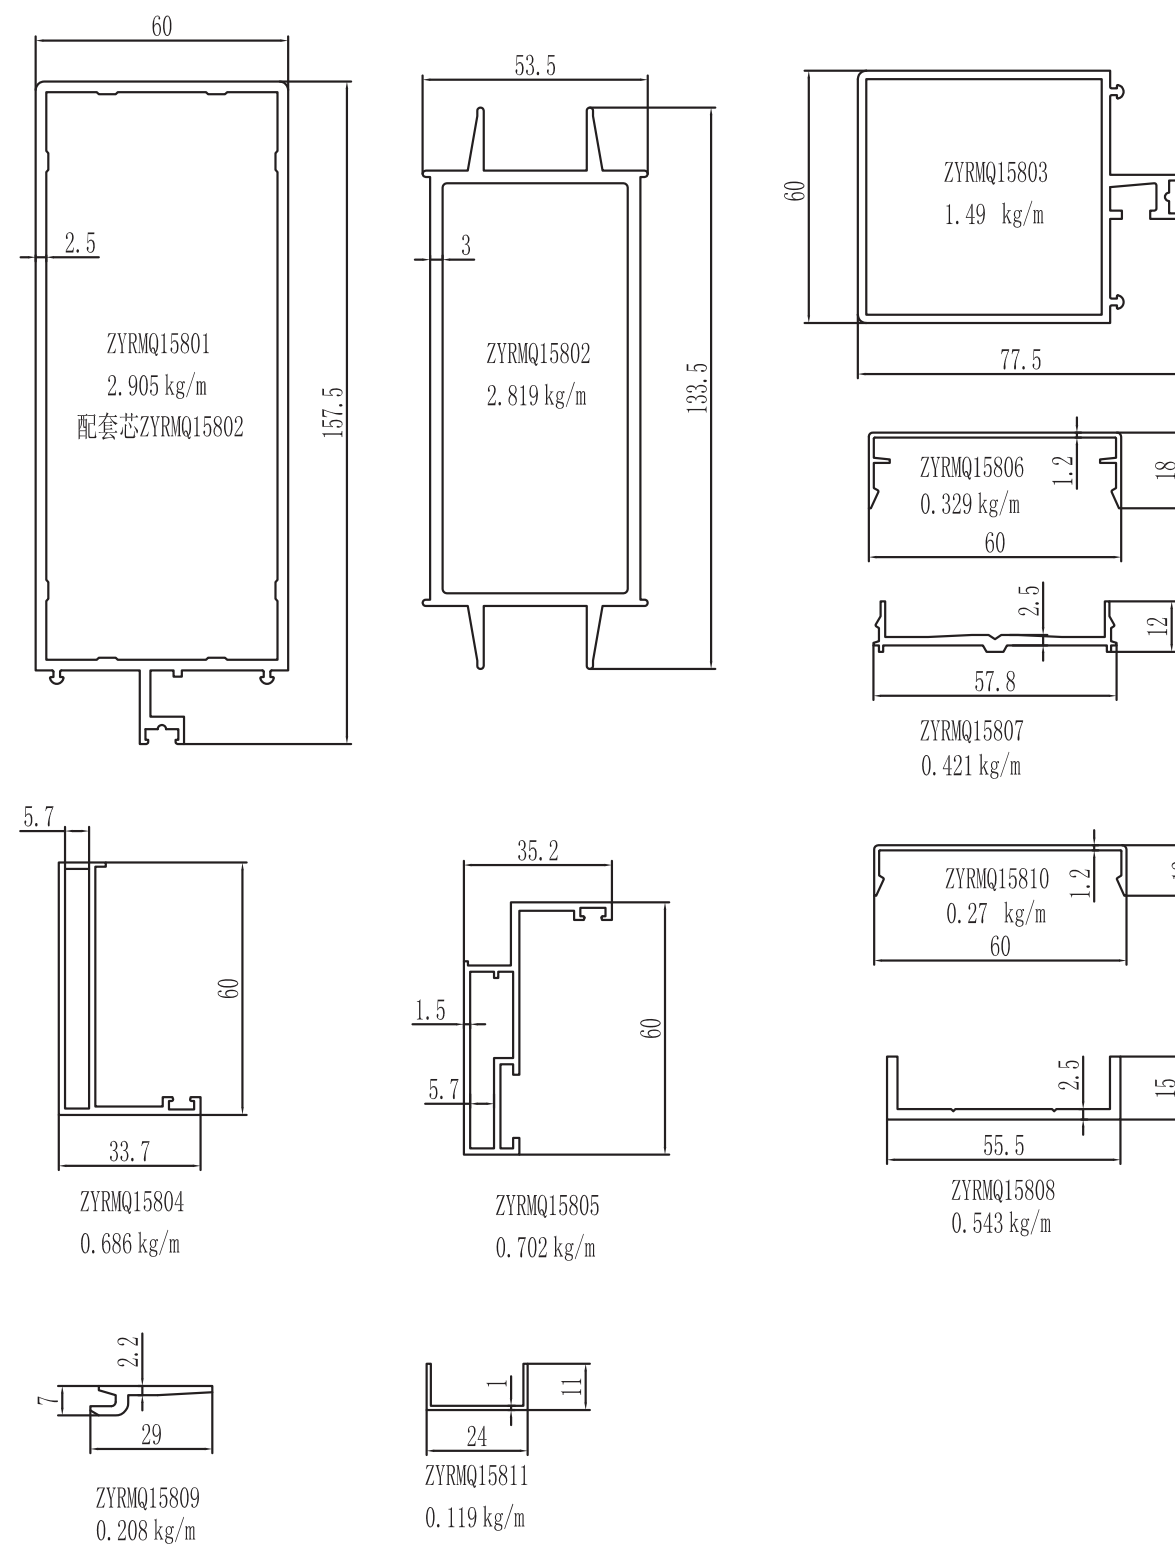 60
2.5
ZYRMQ15801
2.905 kg/m
配套芯ZYRMQ15802
157.5
53.5
3
ZYRMQ15802
2.819 kg/m
133.5
60
ZYRMQ15803
1.49 kg/m
77.5
ZYRMQ15806
0.329 kg/m
1.2
18
60
2.5
12
57.8
ZYRMQ15807
0.421 kg/m
5.7
60
33.7
ZYRMQ15804
0.686 kg/m
35.2
1.5
5.7
60
ZYRMQ15805
0.702 kg/m
ZYRMQ15810
0.27 kg/m
1.2
60
2.5
15
55.5
ZYRMQ15808
0.543 kg/m
2.2
7
29
ZYRMQ15809
0.208 kg/m
1
11
24
ZYRMQ15811
0.119 kg/m